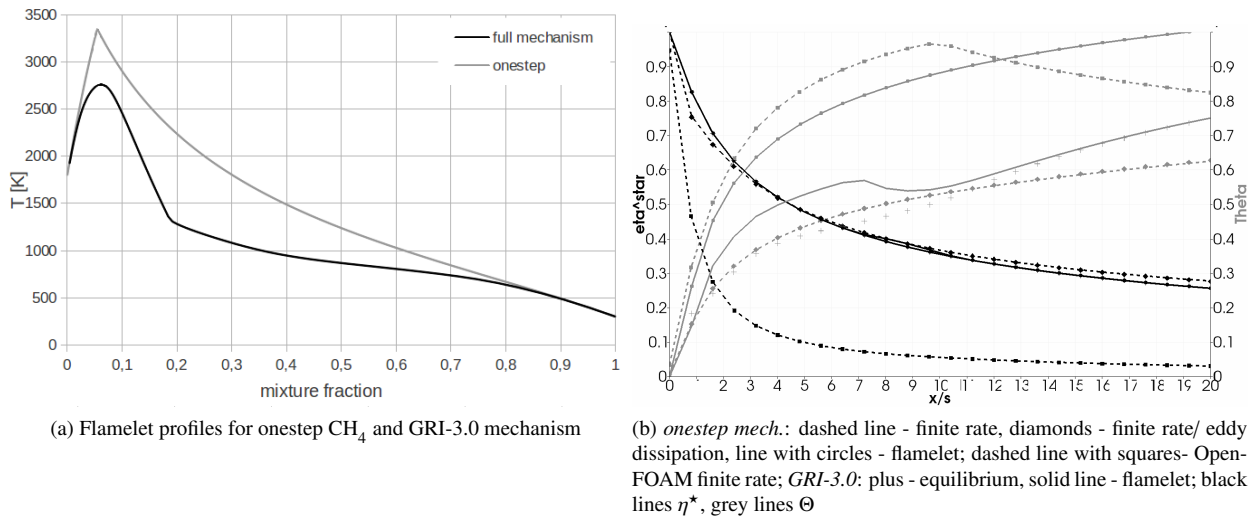 3500
3000
2500
2000
1500
1000
500
0
T [K]
full mechanism
onestep
0 0,1 0,2 0,3 0,4 0,5 0,6 0,7 0,8 0,9 1
mixture fraction
(a) Flamelet profiles for onestep CH4 and GRI-3.0 mechanism
0.9
0.8
0.7
0.6
0.5
0.4
0.3
0.2
0.1
0
eta^star
0.9
0.8
0.7
0.6
0.5
0.4
0.3
0.2
0.1
0
Theta
0 1 2 3 4 5 6 7 8 9 10 11 12 13 14 15 16 17 18 19 20
x/s
(b) onestep mech.: dashed line - finite rate, diamonds - finite rate/ eddy
dissipation, line with circles - flamelet; dashed line with squares- Open-
FOAM finite rate; GRI-3.0: plus - equilibrium, solid line - flamelet; black
lines η★, grey lines Θ